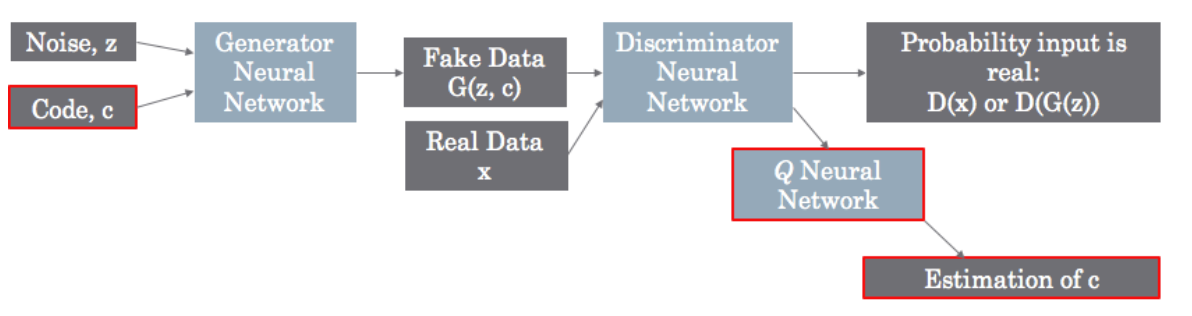 Noise, z
Code, c
Generator
Neural
Network
Fake Data
G(z, c)
Real Data
x
Discriminator
Neural
Network
Probability input is
real:
D(x) or D(G(z))
Q Neural
Network
Estimation of c